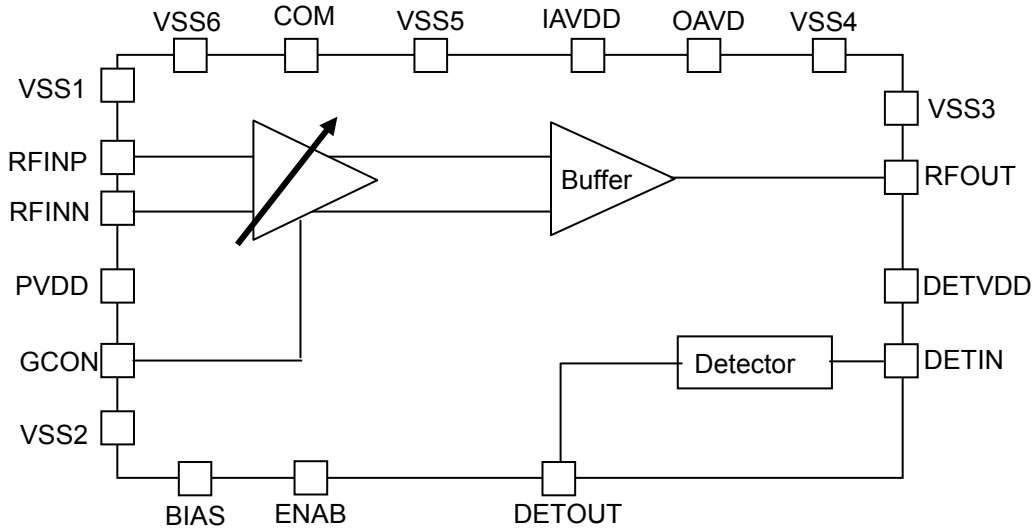 VSS6
COM
VSS5
IAVDD
OAVD
VSS4
VSS1
VSS3
RFINP
Buffer
RFOUT
RFINN
PVDD
DETVDD
GCON
Detector
DETIN
VSS2
BIAS
ENAB
DETOUT